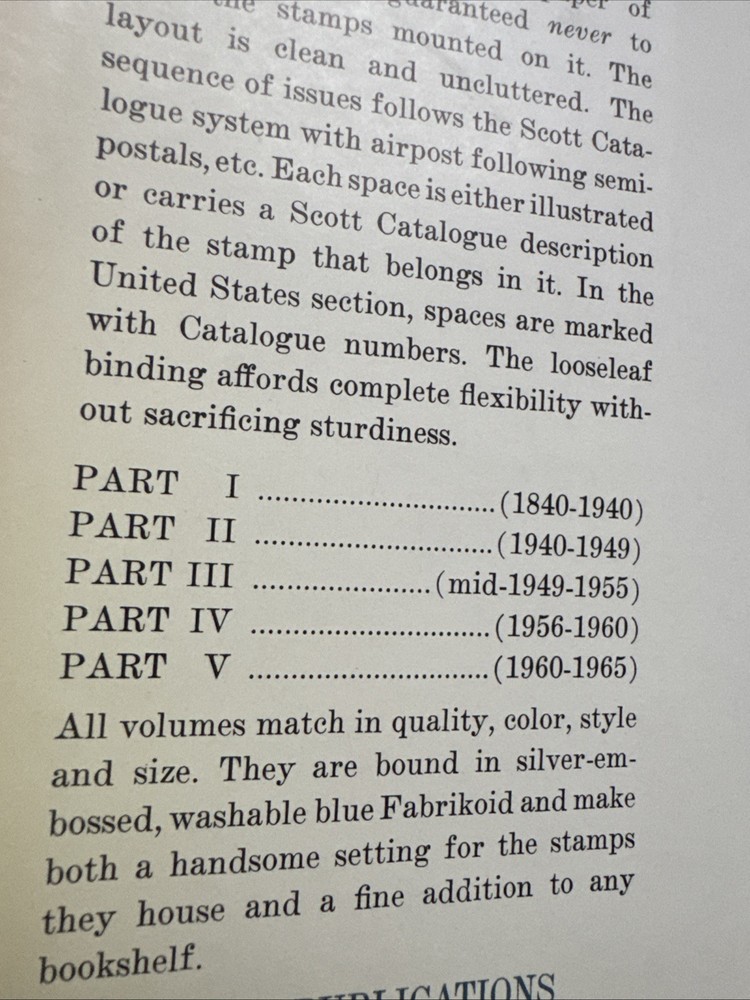 of
the stamps guaranteed never to
layout is mounted on it. The
sequence of clean and uncluttered. The
logue system issues follows the Scott Cata-
postals, etc. with airpost following semi-
or carries a Each space is either illustrated
of the stamp Scott Catalogue description
United States that belongs in it. In the
with Catalogue section, spaces are marked
binding affords numbers. The looseleaf
out sacrificing complete flexibility with-
sturdiness.
PART I ..............................(1840-1940)
PART II ..............................(1940-1949)
PART III ......................(mid-1949-1955)
PART IV ..............................(1956-1960)
PART V ..............................(1960-1965)
All volumes match in quality, color, style
and size. They are bound in silver-em-
bossed, washable blue Fabrikoid and make
both a handsome setting for the stamps
they house and a fine addition to any
bookshelf.